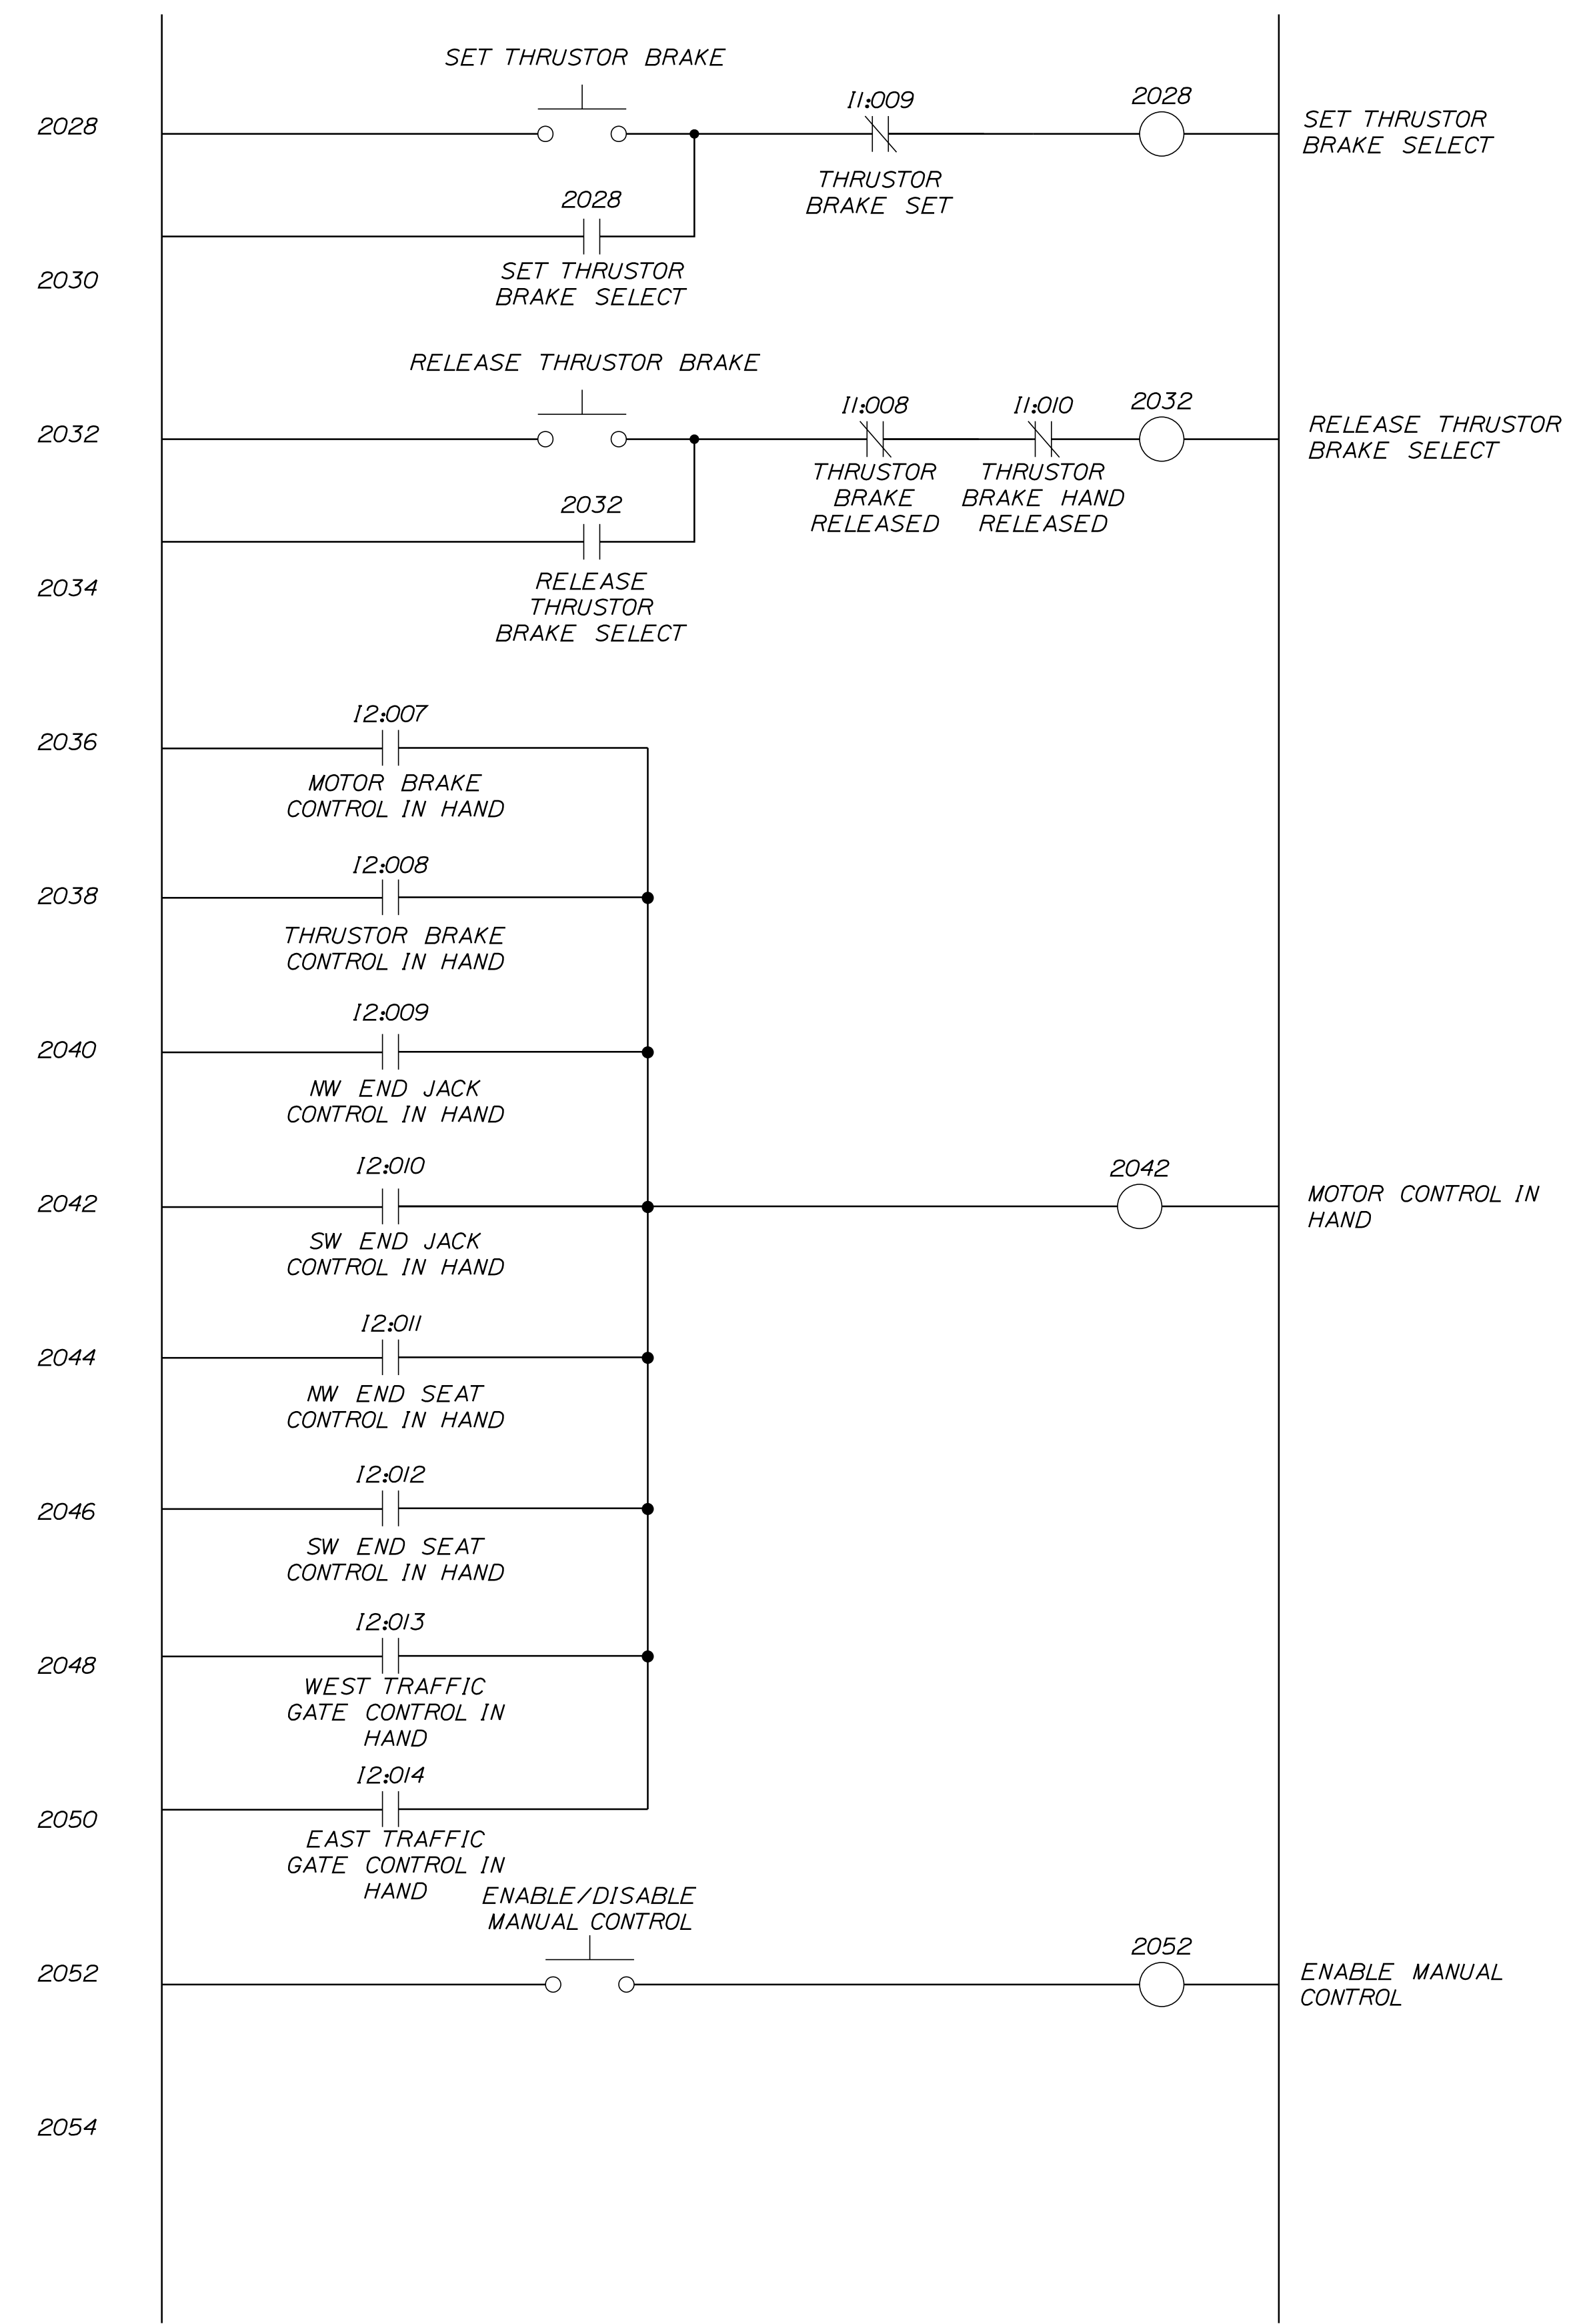 SET THRUSTOR BRAKE
2028
I1:009
2028
SET THRUSTOR
BRAKE SELECT
THRUSTOR
BRAKE SET
2028
2030
SET THRUSTOR
BRAKE SELECT
RELEASE THRUSTOR BRAKE
2032
I1:008
I1:010
2032
RELEASE THRUSTOR
BRAKE SELECT
THRUSTOR
BRAKE
RELEASED
THRUSTOR
BRAKE HAND
RELEASED
2032
2034
RELEASE
THRUSTOR
BRAKE SELECT
2036
I2:007
MOTOR BRAKE
CONTROL IN HAND
2038
I2:008
THRUSTOR BRAKE
CONTROL IN HAND
2040
I2:009
NW END JACK
CONTROL IN HAND
2042
I2:010
SW END JACK
CONTROL IN HAND
2042
MOTOR CONTROL IN
HAND
2044
I2:011
NW END SEAT
CONTROL IN HAND
2046
I2:012
SW END SEAT
CONTROL IN HAND
2048
I2:013
WEST TRAFFIC
GATE CONTROL IN
HAND
2050
I2:014
EAST TRAFFIC
GATE CONTROL IN
HAND
ENABLE/DISABLE
MANUAL CONTROL
2052
2052
ENABLE MANUAL
CONTROL
2054